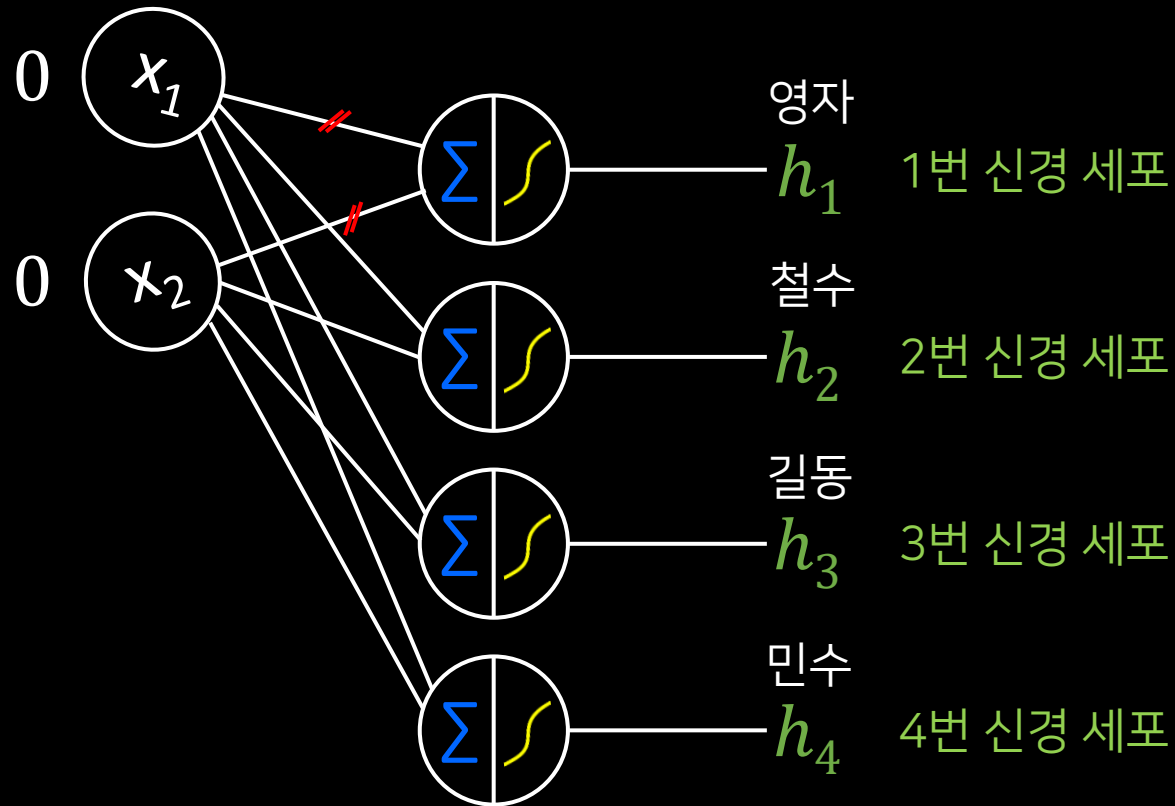 0 x1
영자
∑ h1 1번 신경 세포
0 x2
철수
∑ h2 2번 신경 세포
길동
∑ h3 3번 신경 세포
민수
∑ h4 4번 신경 세포